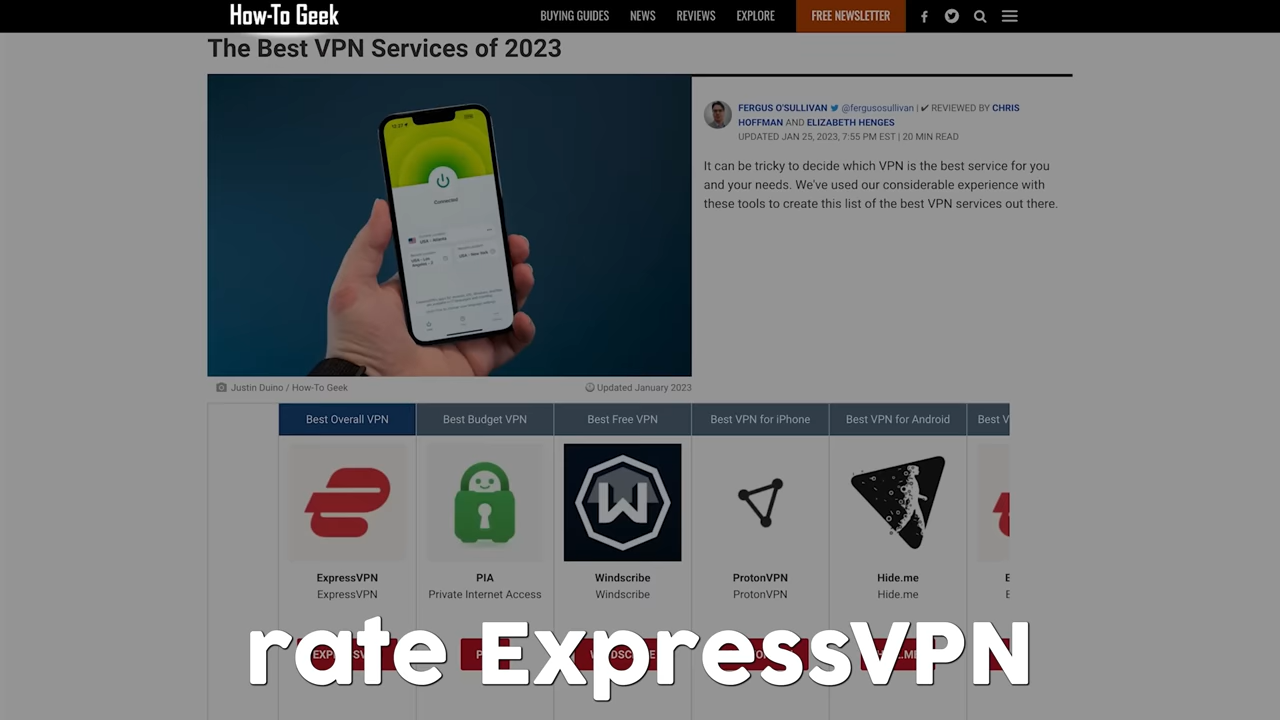 How-To Geek
BUYING GUIDES NEWS REVIEWS EXPLORE FREE NEWSLETTER
The Best VPN Services of 2023
FERGUS O'SULLIVAN @fergusosullivan | ✔ REVIEWED BY CHRIS
HOFFMAN AND ELIZABETH HENGES
UPDATED JAN 25, 2023, 7:55 PM EST | 20 MIN READ
It can be tricky to decide which VPN is the best service for you
and your needs. We've used our considerable experience with
these tools to create this list of the best VPN services out there.
Connected
Justin Duino / How-To Geek
Updated January 2023
Best Overall VPN Best Budget VPN Best Free VPN Best VPN for iPhone Best VPN for Android Best V
W
ExpressVPN PIA Windscribe ProtonVPN Hide.me E
ExpressVPN Private Internet Access Windscribe ProtonVPN Hide.me E
rate ExpressVPN